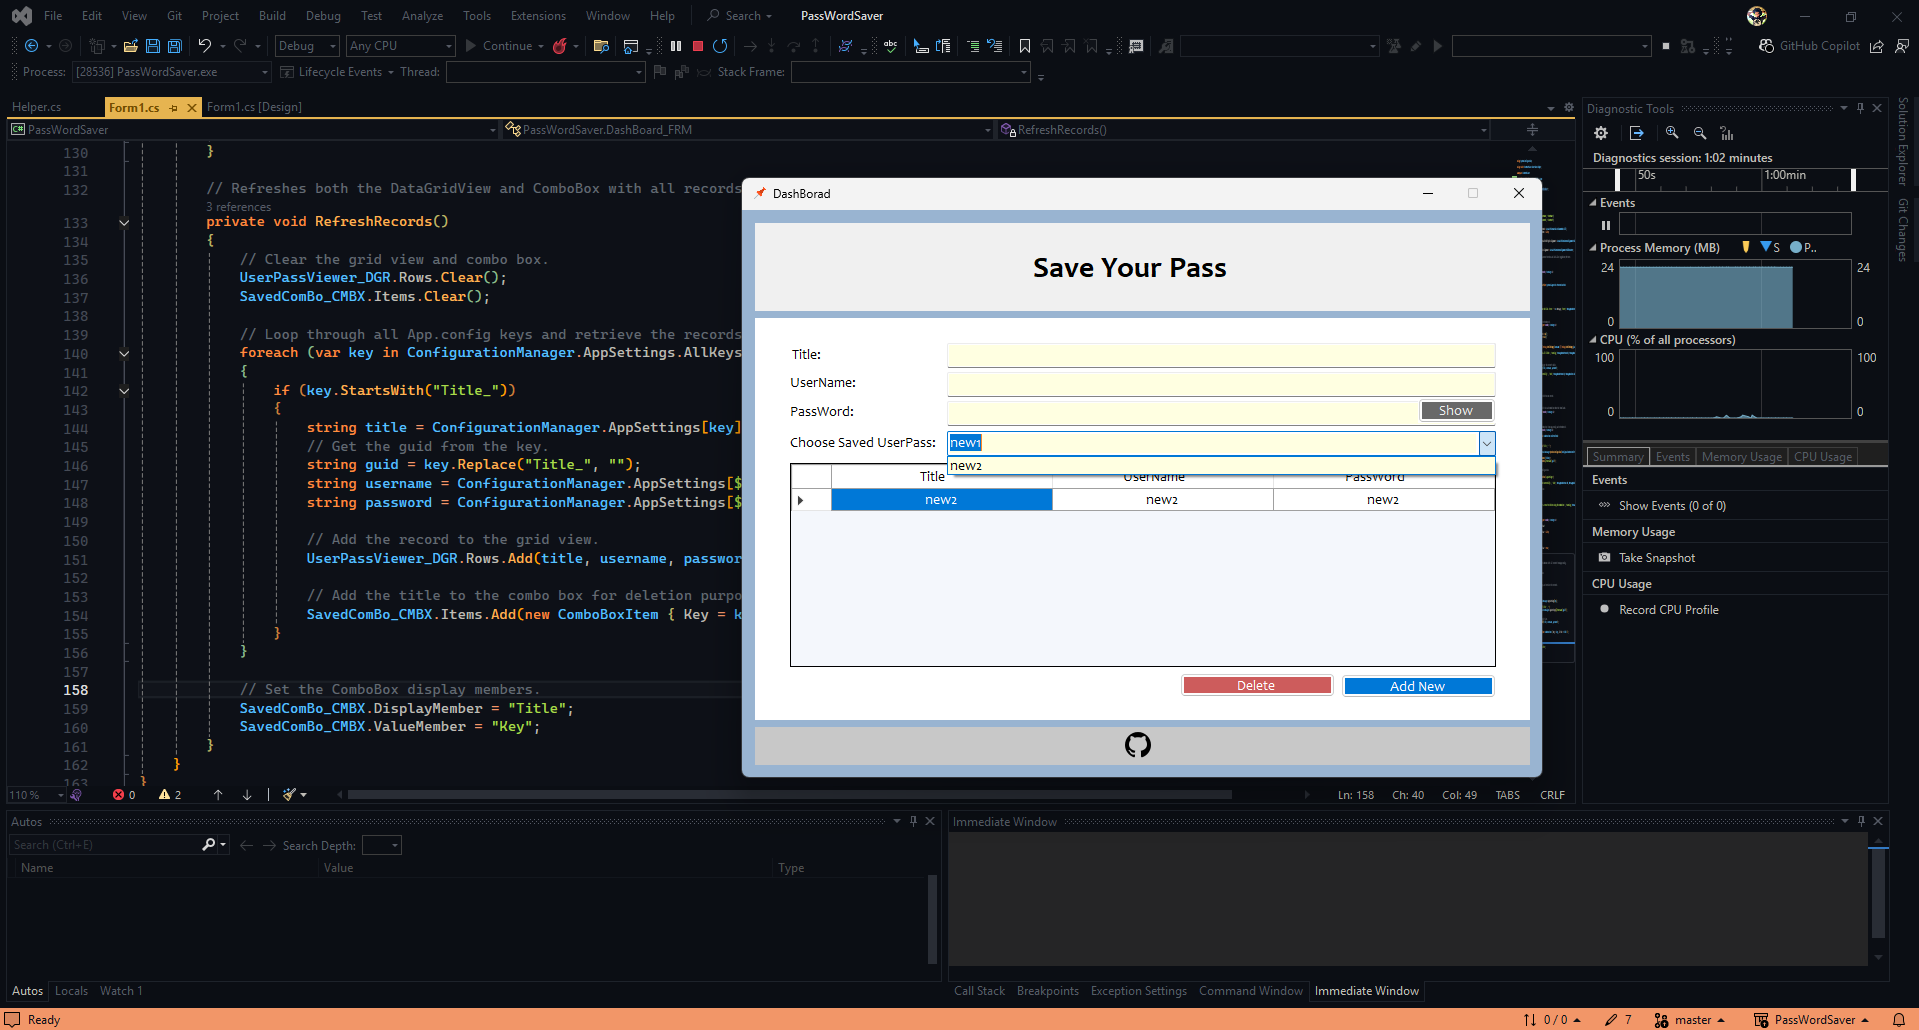 File Edit View Git Project Build Debug Test Analyze Tools Extensions Window Help Search PassWordSaver
Debug Any CPU Continue GitHub Copilot
Process: [28536] PassWordSaver.exe Lifecycle Events Thread: Stack Frame:
Helper.cs Form1.cs Form1.cs [Design]
C# PassWordSaver PassWordSaver.DashBoard_FRM RefreshRecords()
130 }
131
132 // Refreshes both the DataGridView and ComboBox with all records
3 references
133 private void RefreshRecords()
134 {
135 // Clear the grid view and combo box.
136 UserPassViewer_DGR.Rows.Clear();
137 SavedComBo_CMBX.Items.Clear();
138
139 // Loop through all App.config keys and retrieve the records
140 foreach (var key in ConfigurationManager.AppSettings.AllKeys
141 {
142 if (key.StartsWith("Title_"))
143 {
144 string title = ConfigurationManager.AppSettings[key]
145 // Get the guid from the key.
146 string guid = key.Replace("Title_", "");
147 string username = ConfigurationManager.AppSettings[$
148 string password = ConfigurationManager.AppSettings[$
149
150 // Add the record to the grid view.
151 UserPassViewer_DGR.Rows.Add(title, username, passwor
152
153 // Add the title to the combo box for deletion purpo
154 SavedComBo_CMBX.Items.Add(new ComboBoxItem { Key = k
155 }
156 }
157
158 // Set the ComboBox display members.
159 SavedComBo_CMBX.DisplayMember = "Title";
160 SavedComBo_CMBX.ValueMember = "Key";
161 }
162 }
163 }
110 % 0 2 Ln: 158 Ch: 40 Col: 49 TABS CRLF
DashBorad
Save Your Pass
Title:
UserName:
PassWord: Show
Choose Saved UserPass: new1
new2
Title UserName PassWord
new2 new2 new2
Delete Add New
Diagnostic Tools
Diagnostics session: 1:02 minutes
50s 1:00min
Events
Process Memory (MB) S P..
24 24
0 0
CPU (% of all processors)
100 100
0 0
Summary Events Memory Usage CPU Usage
Events
Show Events (0 of 0)
Memory Usage
Take Snapshot
CPU Usage
Record CPU Profile
Solution Explorer
Git Changes
Autos
Search (Ctrl+E) Search Depth:
Name Value Type
Autos Locals Watch 1
Immediate Window
Call Stack Breakpoints Exception Settings Command Window Immediate Window
Ready 0 / 0 7 master PassWordSaver